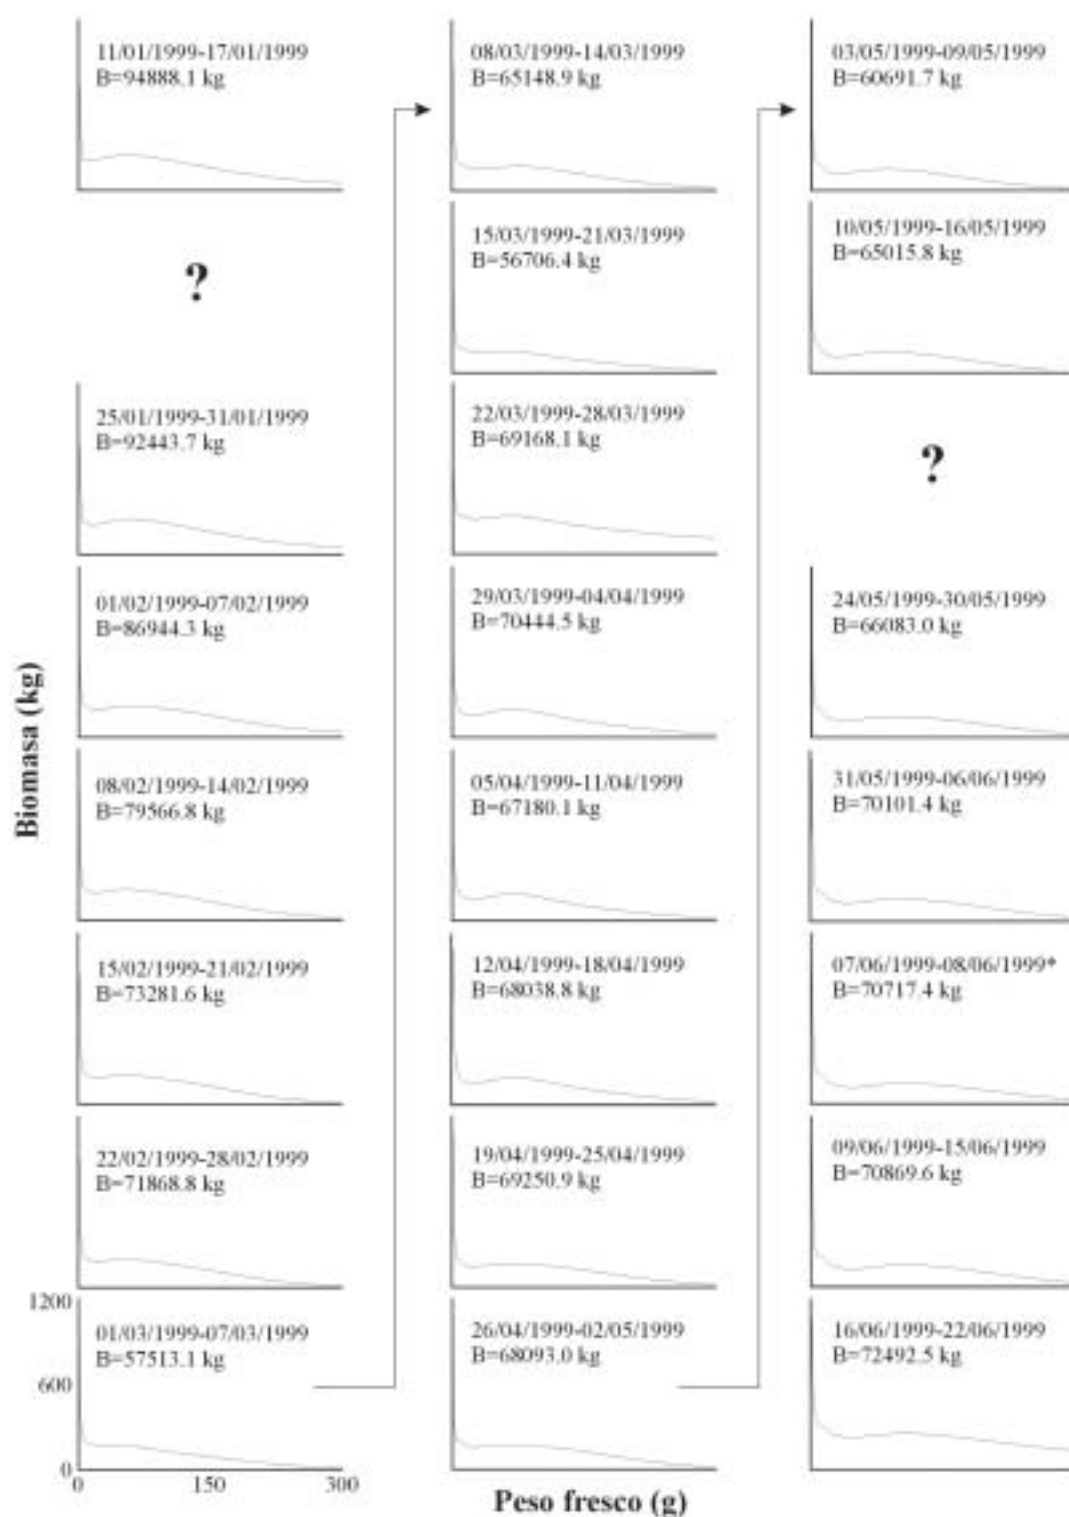 11/01/1999-17/01/1999
B=94888.1 kg
?
25/01/1999-31/01/1999
B=92443.7 kg
01/02/1999-07/02/1999
B=86944.3 kg
08/02/1999-14/02/1999
B=79566.8 kg
15/02/1999-21/02/1999
B=73281.6 kg
22/02/1999-28/02/1999
B=71868.8 kg
1200
01/03/1999-07/03/1999
B=57513.1 kg
600
0
0 150 300
08/03/1999-14/03/1999
B=65148.9 kg
15/03/1999-21/03/1999
B=56706.4 kg
22/03/1999-28/03/1999
B=69168.1 kg
29/03/1999-04/04/1999
B=70444.5 kg
05/04/1999-11/04/1999
B=67180.1 kg
12/04/1999-18/04/1999
B=68038.8 kg
19/04/1999-25/04/1999
B=69250.9 kg
26/04/1999-02/05/1999
B=68093.0 kg
03/05/1999-09/05/1999
B=60691.7 kg
10/05/1999-16/05/1999
B=65015.8 kg
?
24/05/1999-30/05/1999
B=66083.0 kg
31/05/1999-06/06/1999
B=70101.4 kg
07/06/1999-08/06/1999*
B=70717.4 kg
09/06/1999-15/06/1999
B=70869.6 kg
16/06/1999-22/06/1999
B=72492.5 kg
Biomasa (kg)
Peso fresco (g)